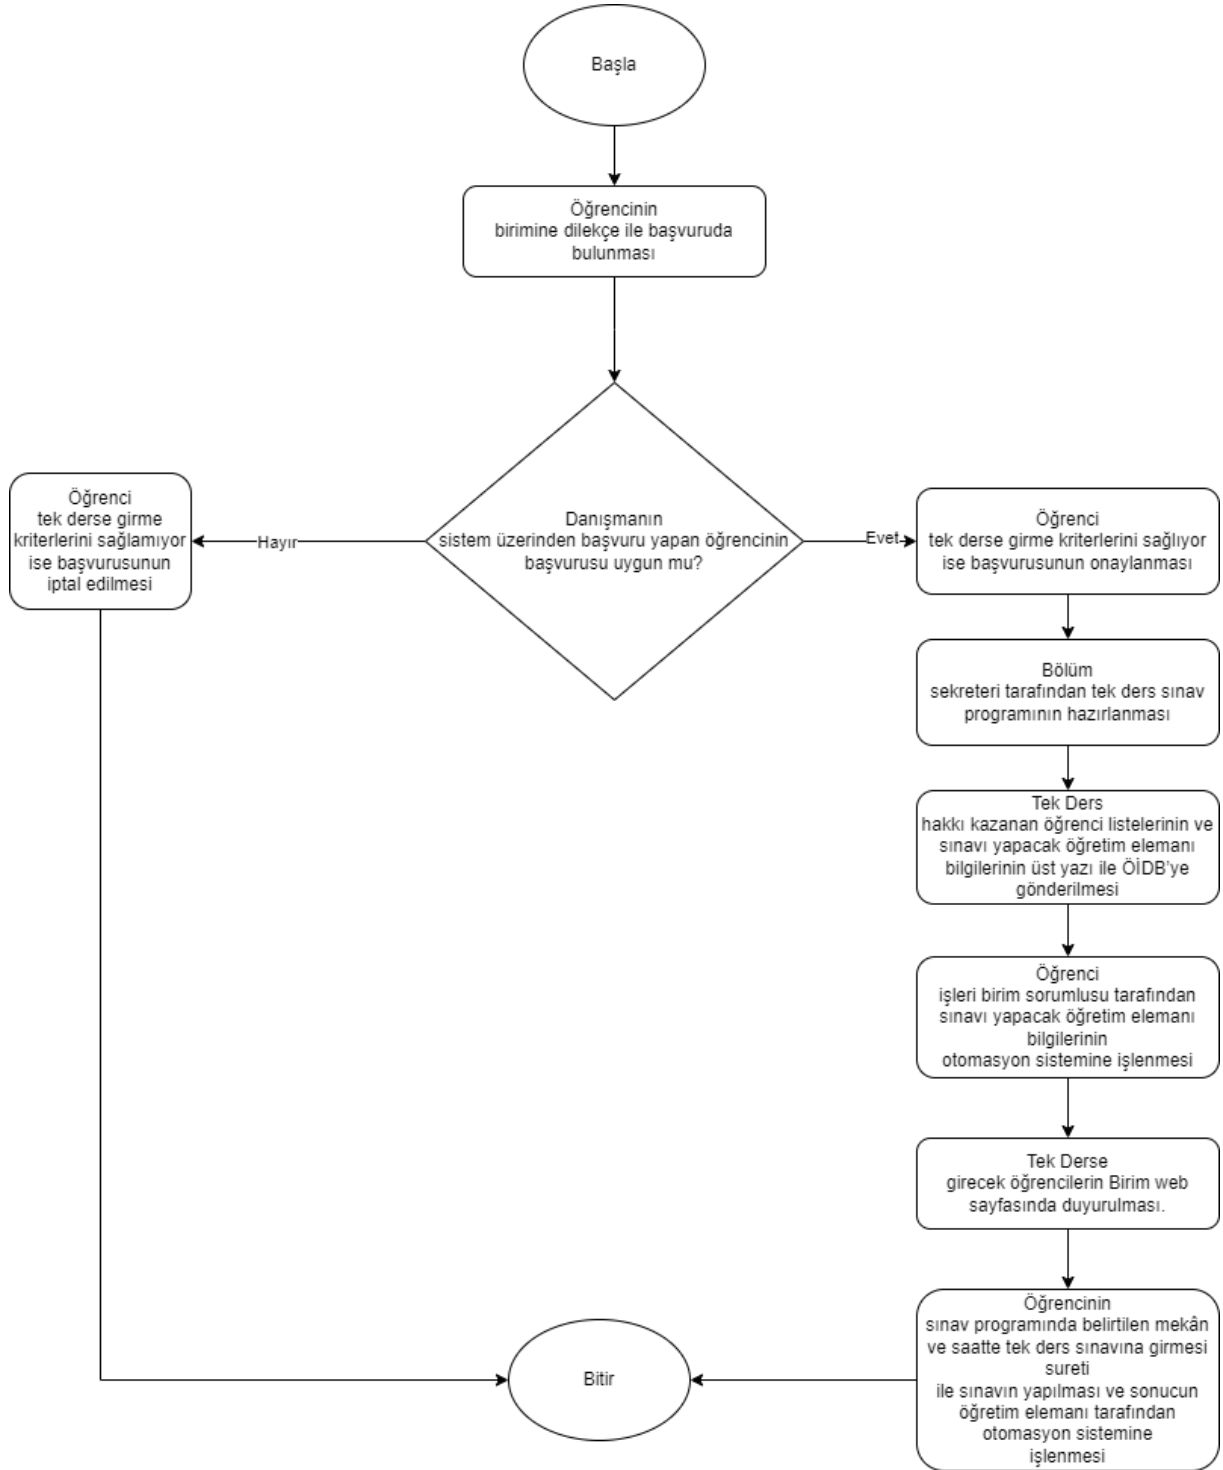 Başla
Öğrencinin
birimine dilekçe ile başvuruda
bulunması
Danışmanın
sistem üzerinden başvuru yapan öğrencinin
başvurusu uygun mu?
Hayır
Evet
Öğrenci
tek derse girme
kriterlerini sağlamıyor
ise başvurusunun
iptal edilmesi
Öğrenci
tek derse girme kriterlerini sağlıyor
ise başvurusunun onaylanması
Bölüm
sekreteri tarafından tek ders sınav
programının hazırlanması
Tek Ders
hakkı kazanan öğrenci listelerinin ve
sınavı yapacak öğretim elemanı
bilgilerinin üst yazı ile ÖİDB'ye
gönderilmesi
Öğrenci
işleri birim sorumlusu tarafından
sınavı yapacak öğretim elemanı
bilgilerinin
otomasyon sistemine işlenmesi
Tek Derse
girecek öğrencilerin Birim web
sayfasında duyurulması.
Öğrencinin
sınav programında belirtilen mekân
ve saatte tek ders sınavına girmesi
sureti
ile sınavın yapılması ve sonucun
öğretim elemanı tarafından
otomasyon sistemine
işlenmesi
Bitir